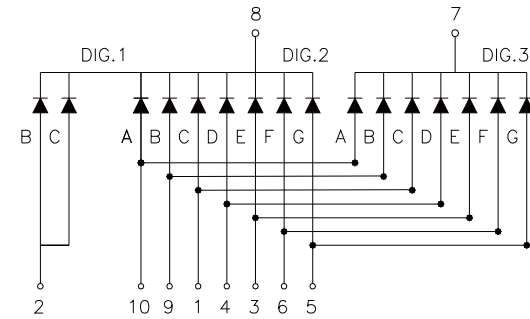 8 7
DIG.1 DIG.2 DIG.3
B C A B C D E F G A B C D E F G
2 10 9 1 4 3 6 5